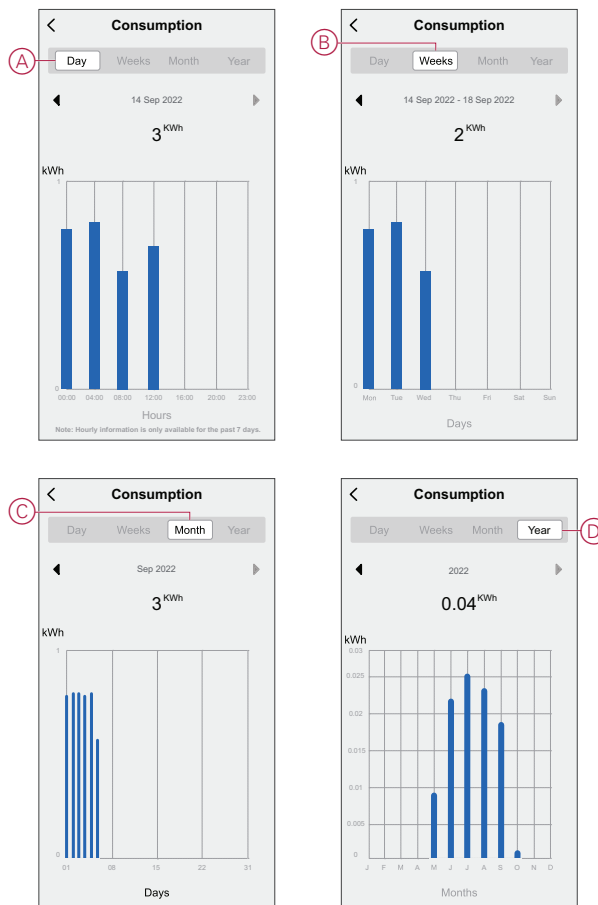 Consumption
A
Day Weeks Month Year
14 Sep 2022
3 KWh
kWh
1
0
00:00 04:00 08:00 12:00 16:00 20:00 23:00
Hours
Note: Hourly information is only available for the past 7 days.
Consumption
B
Day Weeks Month Year
14 Sep 2022 - 18 Sep 2022
2 KWh
kWh
1
0
Mon Tue Wed Thu Fri Sat Sun
Days
Consumption
C
Day Weeks Month Year
Sep 2022
3 KWh
kWh
1
0
01 08 15 22 31
Days
Consumption
Day Weeks Month Year
D
2022
0.04 KWh
kWh
0.03
0.025
0.02
0.015
0.01
0.005
0
J F M A M J J A S O N D
Months